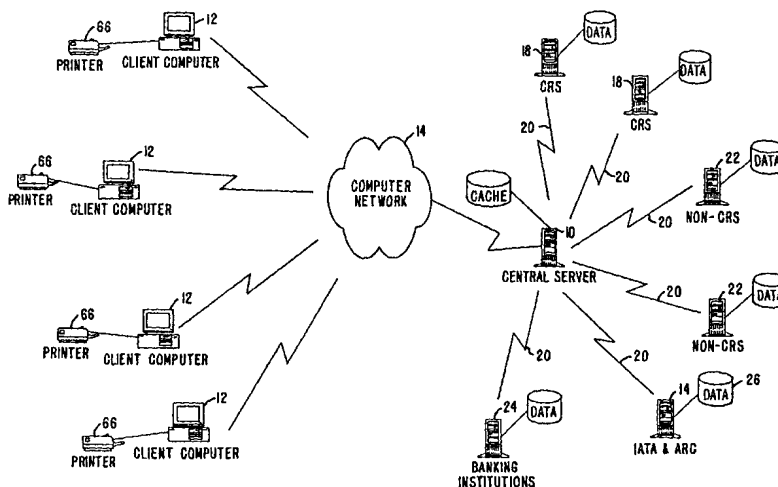 66
12
PRINTER
CLIENT COMPUTER
66
12
PRINTER
CLIENT COMPUTER
66
12
PRINTER
CLIENT COMPUTER
66
12
PRINTER
CLIENT COMPUTER
14
COMPUTER
NETWORK
18
DATA
CRS
18
DATA
CRS
20
20
22
DATA
NON-CRS
20
CACHE
10
CENTRAL SERVER
20
22
DATA
NON-CRS
20
20
24
DATA
BANKING
INSTITUTIONS
14
DATA
26
IATA & ARC